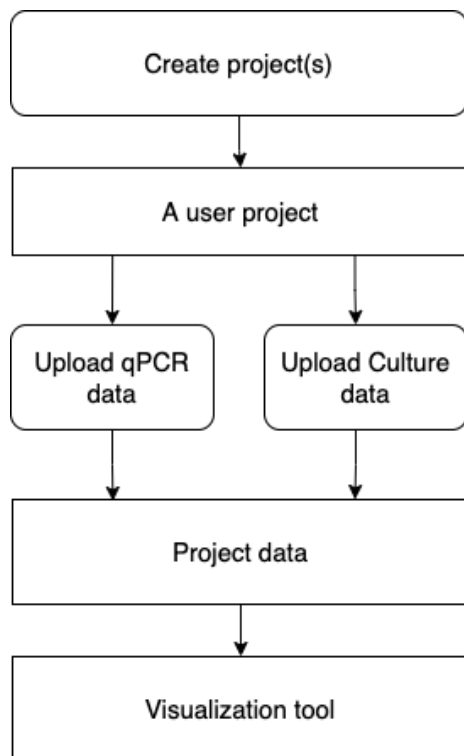 Create project(s)
A user project
Upload qPCR
data
Upload Culture
data
Project data
Visualization tool